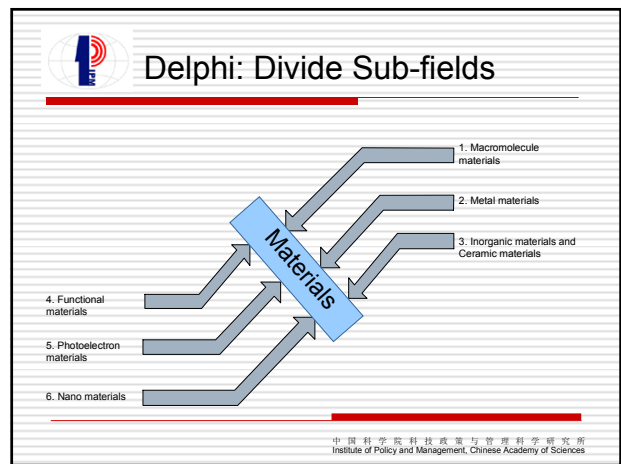 IPM
Delphi: Divide Sub-fields
1. Macromolecule
materials
2. Metal materials
3. Inorganic materials and
Ceramic materials
Materials
4. Functional
materials
5. Photoelectron
materials
6. Nano materials
中国科学院科技政策与管理科学研究所
Institute of Policy and Management, Chinese Academy of Sciences